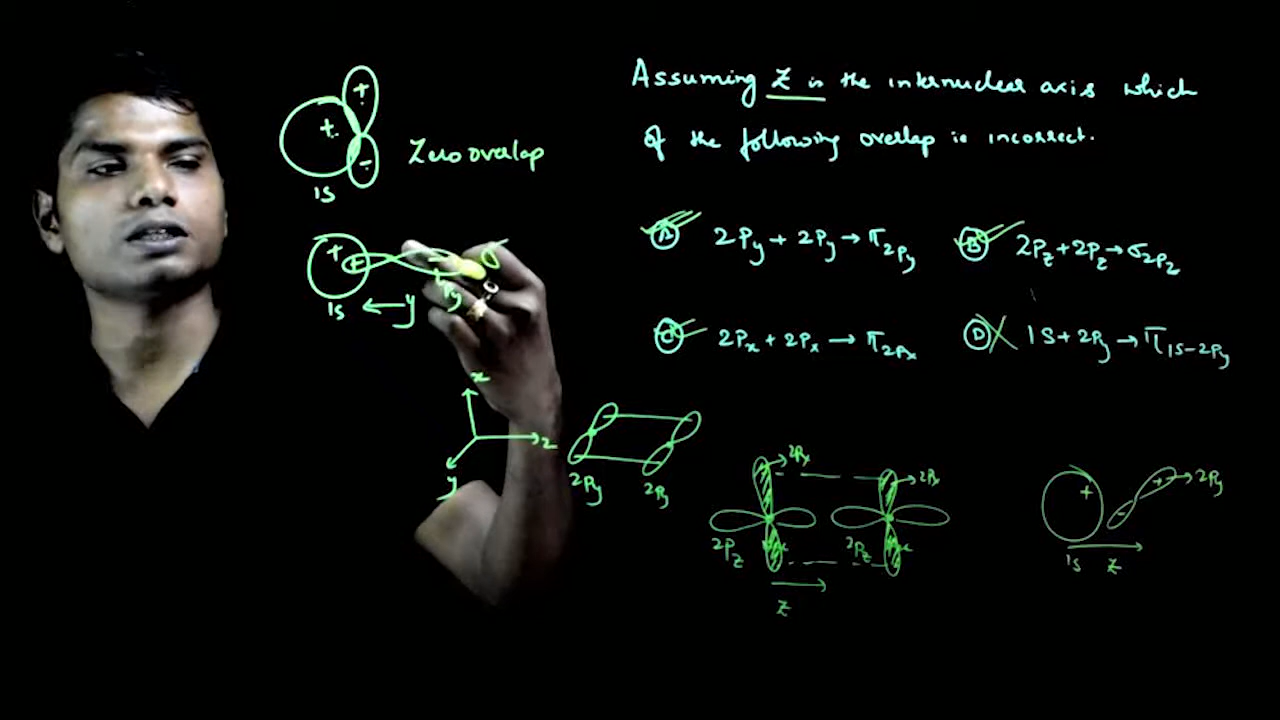 Assuming z is the internuclear axis which
of the following overlap is incorrect.
(A) 2Py + 2Py → π2Py
(B) 2Pz + 2Pz → σ2Pz
(C) 2Px + 2Px → π2Px
(D) 1S + 2Py → π1S-2Py
+
+
-
Zero overlap
1S
+
+
-
2Py
1S ← y
x
z
y
2Py
2Py
2Px
2Px
2Pz
2Pz
z
+
+
-
2Py
1S
z